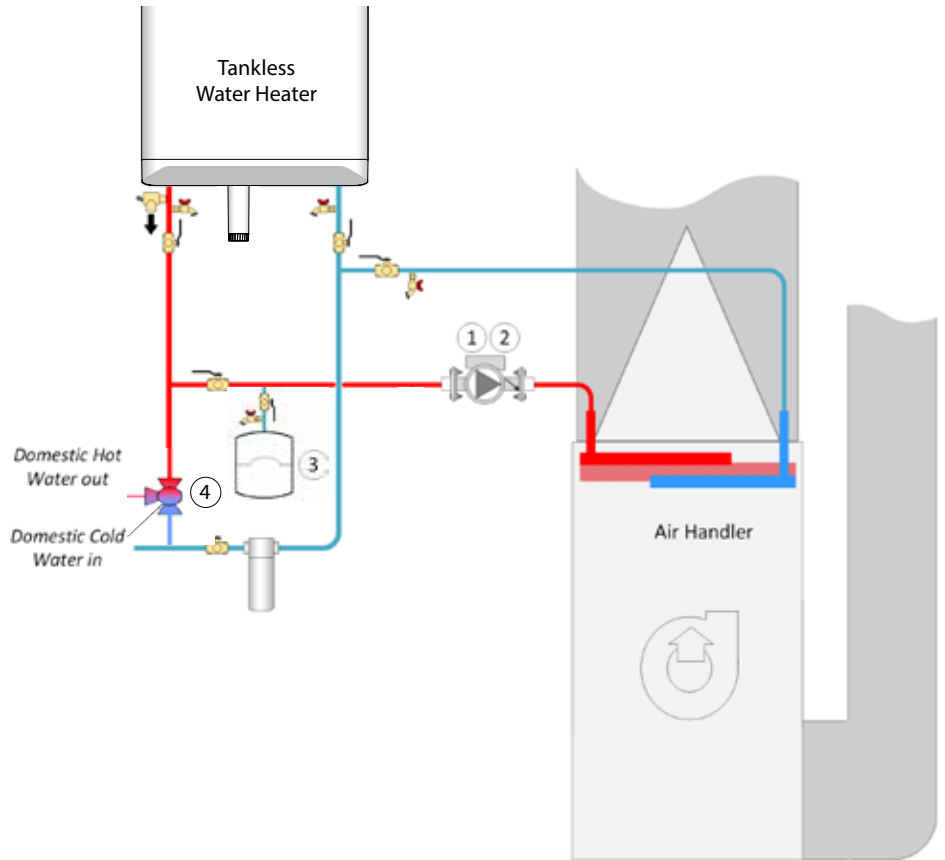 Tankless
Water Heater
1 2
Domestic Hot
Water out
3
4
Domestic Cold
Water in
Air Handler